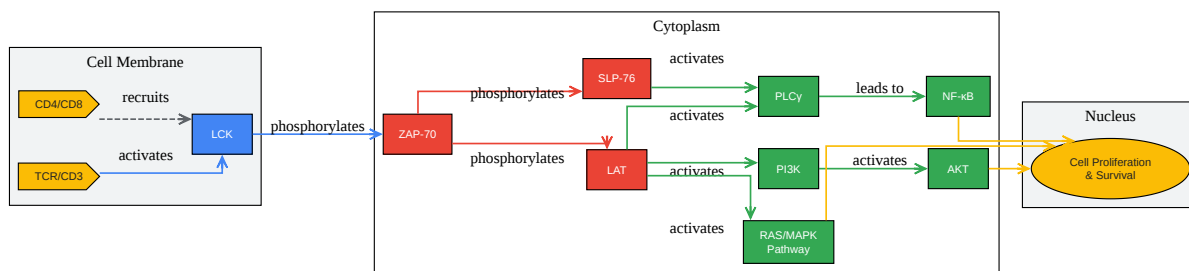 Cell Membrane
CD4/CD8
recruits
LCK
TCR/CD3
activates
phosphorylates
Cytoplasm
ZAP-70
phosphorylates
phosphorylates
SLP-76
LAT
activates
activates
activates
activates
PLCγ
PI3K
RAS/MAPK
Pathway
leads to
activates
NF-κB
AKT
Nucleus
Cell Proliferation
& Survival